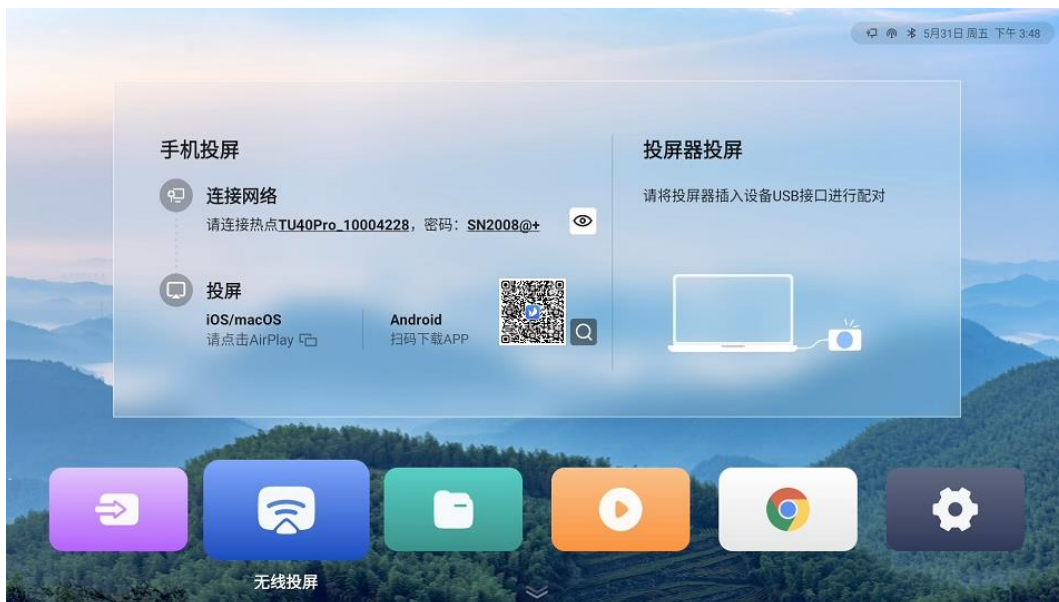 5月31日 周五 下午 3:48
手机投屏
连接网络
请连接热点TU40Pro_10004228，密码：SN2008@+
投屏
iOS/macOS
请点击AirPlay
Android
扫码下载APP
投屏器投屏
请将投屏器插入设备USB接口进行配对
无线投屏